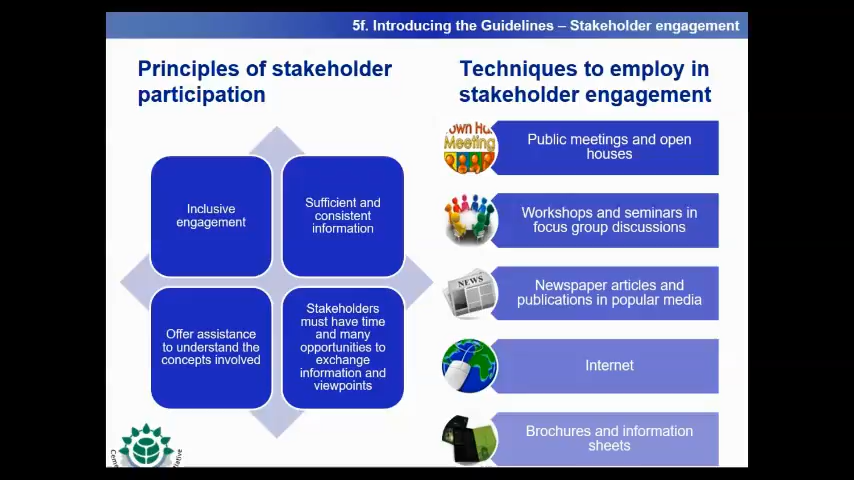 5f. Introducing the Guidelines – Stakeholder engagement
Principles of stakeholder
participation
Inclusive
engagement
Sufficient and
consistent
information
Offer assistance
to understand the
concepts involved
Stakeholders
must have time
and many
opportunities to
exchange
information and
viewpoints
Techniques to employ in
stakeholder engagement
Meeting
Public meetings and open
houses
Workshops and seminars in
focus group discussions
NEWS
Newspaper articles and
publications in popular media
Internet
Brochures and information
sheets